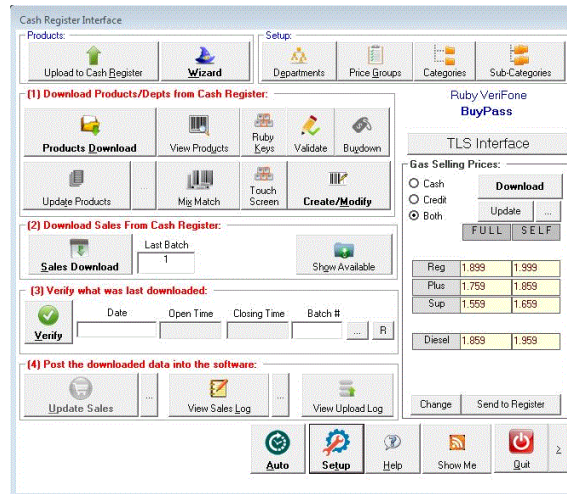 Cash Register Interface
Products:
Setup:
Upload to Cash Register
Wizard
Departments
Price Groups
Categories
Sub-Categories
(1) Download Products/Depts from Cash Register:
Ruby VeriFone
BuyPass
Products Download
View Products
Ruby
Keys
Validate
Buydown
TLS Interface
Gas Selling Prices:
Cash
Credit
Both
Download
Update
...
FULL
SELF
Update Products
...
Mix Match
Touch
Screen
Create/Modify
(2) Download Sales From Cash Register:
Sales Download
Last Batch
1
Show Available
Reg 1.899 1.999
Plus 1.759 1.859
Sup 1.559 1.659
Diesel 1.859 1.959
(3) Verify what was last downloaded:
Verify
Date
Open Time
Closing Time
Batch #
...
R
(4) Post the downloaded data into the software:
Update Sales
...
View Sales Log
...
View Upload Log
Change
Send to Register
Auto
Setup
Help
Show Me
Quit
>